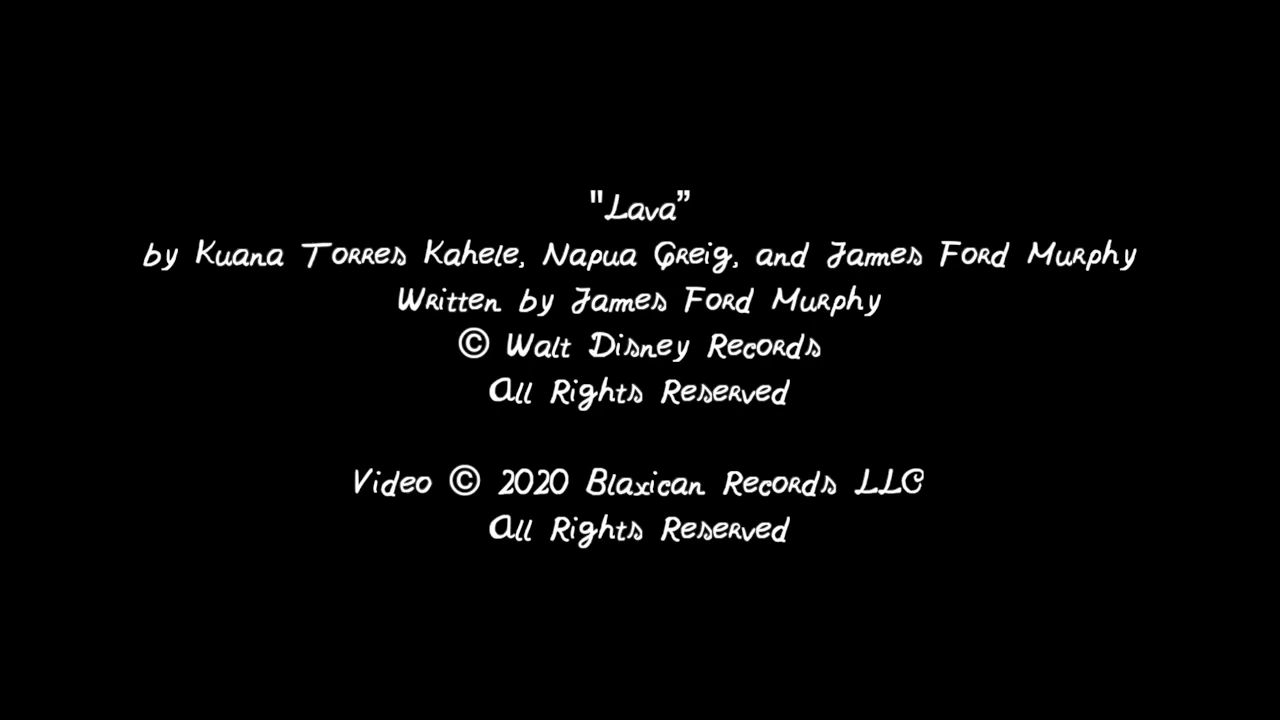 "Lava”
by Kuana Torres Kahele, Napua Greig, and James Ford Murphy
Written by James Ford Murphy
© Walt Disney Records
All Rights Reserved
Video © 2020 Blaxican Records LLC
All Rights Reserved